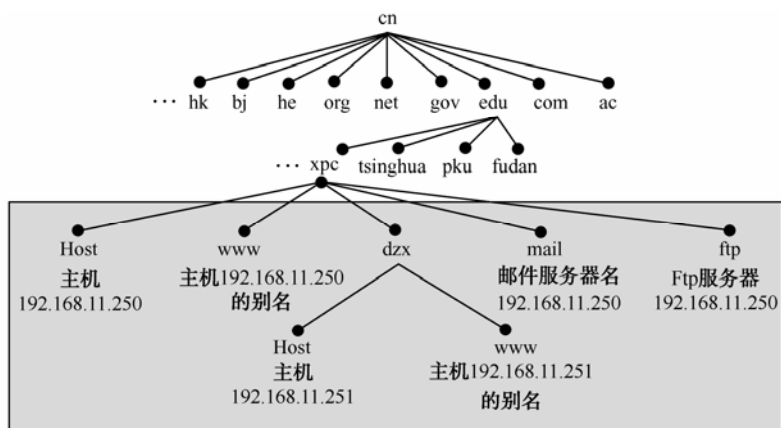 cn
··· hk bj he org net gov edu com ac
··· xpc tsinghua pku fudan
Host www dzx mail ftp
主机 主机192.168.11.250 邮件服务器名 Ftp服务器
192.168.11.250 的别名 192.168.11.250 192.168.11.250
Host www
主机 主机192.168.11.251
192.168.11.251 的别名